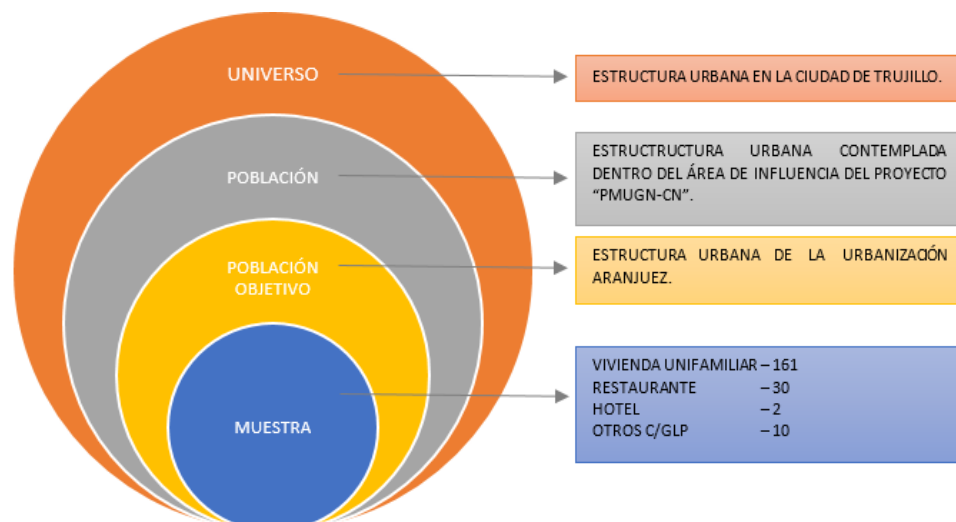 UNIVERSO
ESTRUCTURA URBANA EN LA CIUDAD DE TRUJILLO.
POBLACIÓN
ESTRUCTRUCTURA URBANA CONTEMPLADA
DENTRO DEL ÁREA DE INFLUENCIA DEL PROYECTO
“PMUGN-CN”.
POBLACIÓN
OBJETIVO
ESTRUCTURA URBANA DE LA URBANIZACIÓN
ARANJUEZ.
MUESTRA
VIVIENDA UNIFAMILIAR – 161
RESTAURANTE – 30
HOTEL – 2
OTROS C/GLP – 10